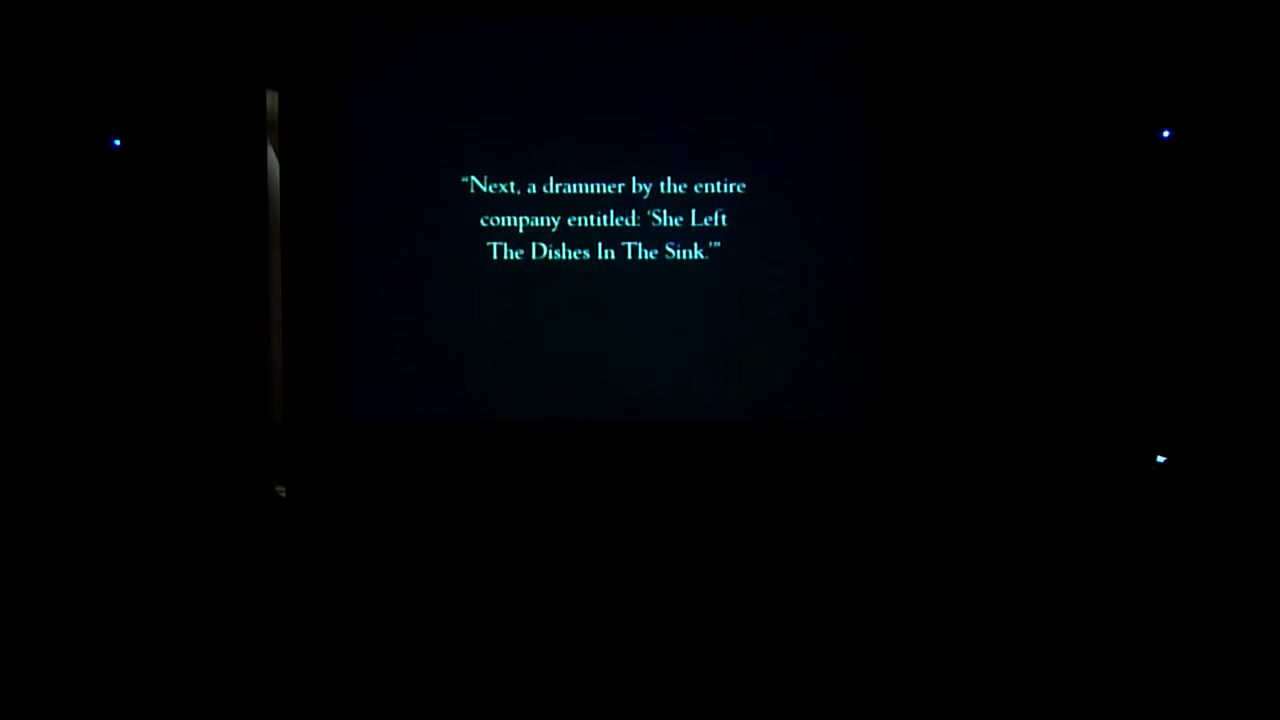 “Next, a drammer by the entire
company entitled: ‘She Left
The Dishes In The Sink.’”